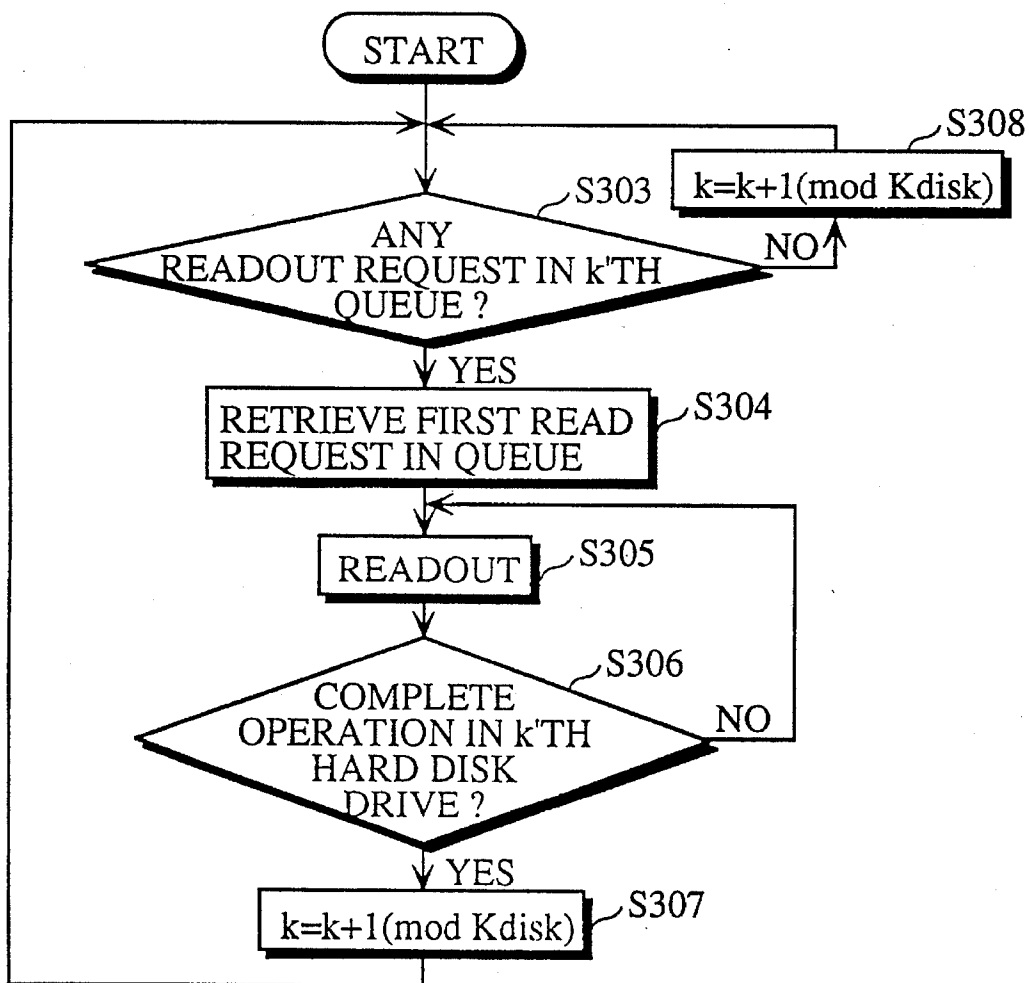 START
S308
k=k+1(mod Kdisk)
S303
ANY
READOUT REQUEST IN k'TH
QUEUE ?
NO
YES
S304
RETRIEVE FIRST READ
REQUEST IN QUEUE
S305
READOUT
S306
COMPLETE
OPERATION IN k'TH
HARD DISK
DRIVE ?
NO
YES
S307
k=k+1(mod Kdisk)